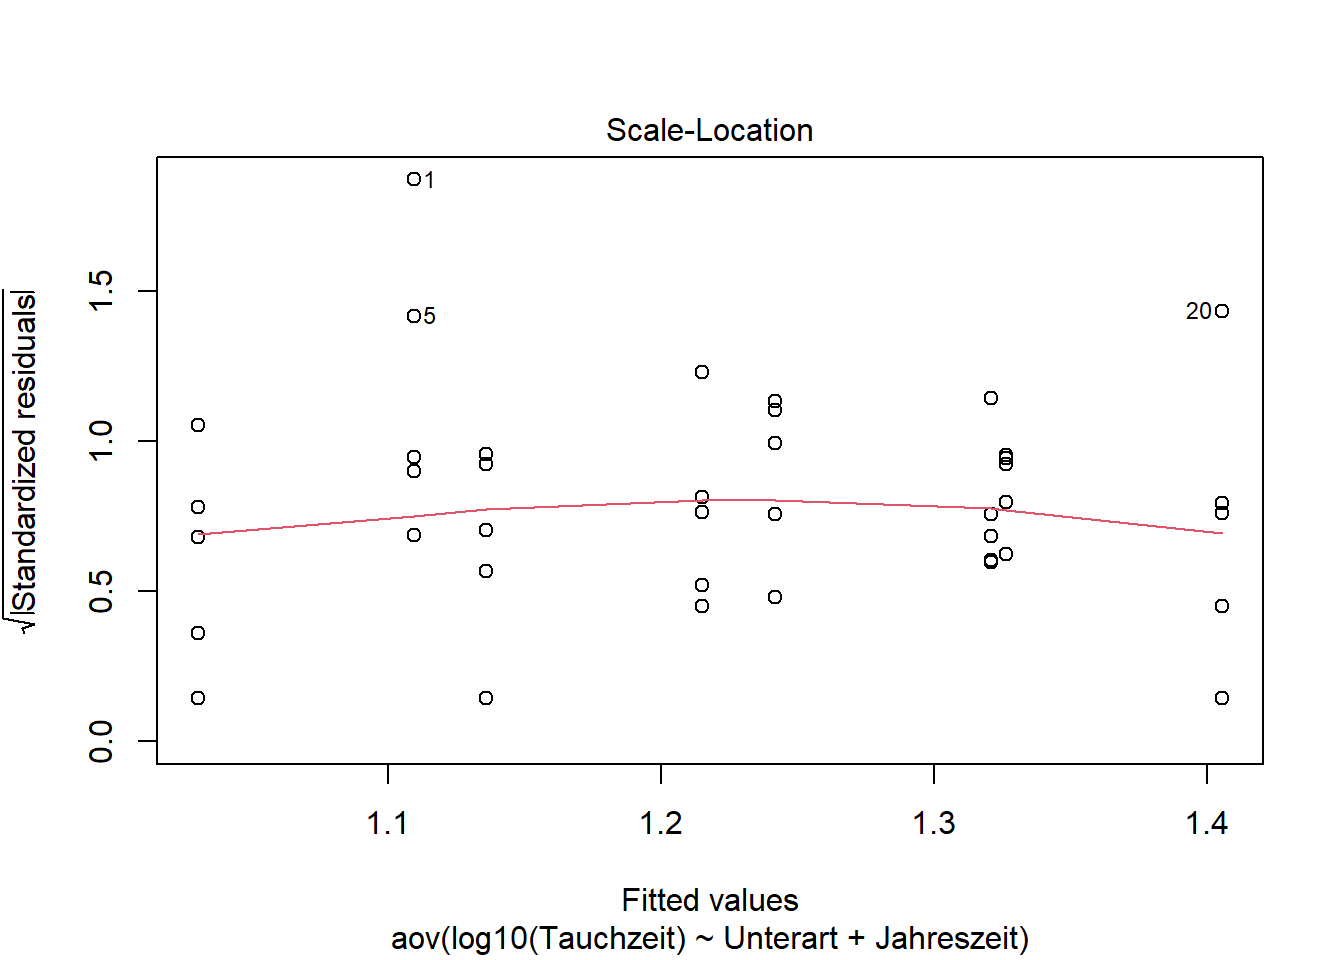 Scale-Location
1
5
20
√|Standardized residuals|
1.5
1.0
0.5
0.0
1.1 1.2 1.3 1.4
Fitted values
aov(log10(Tauchzeit) ~ Unterart + Jahreszeit)